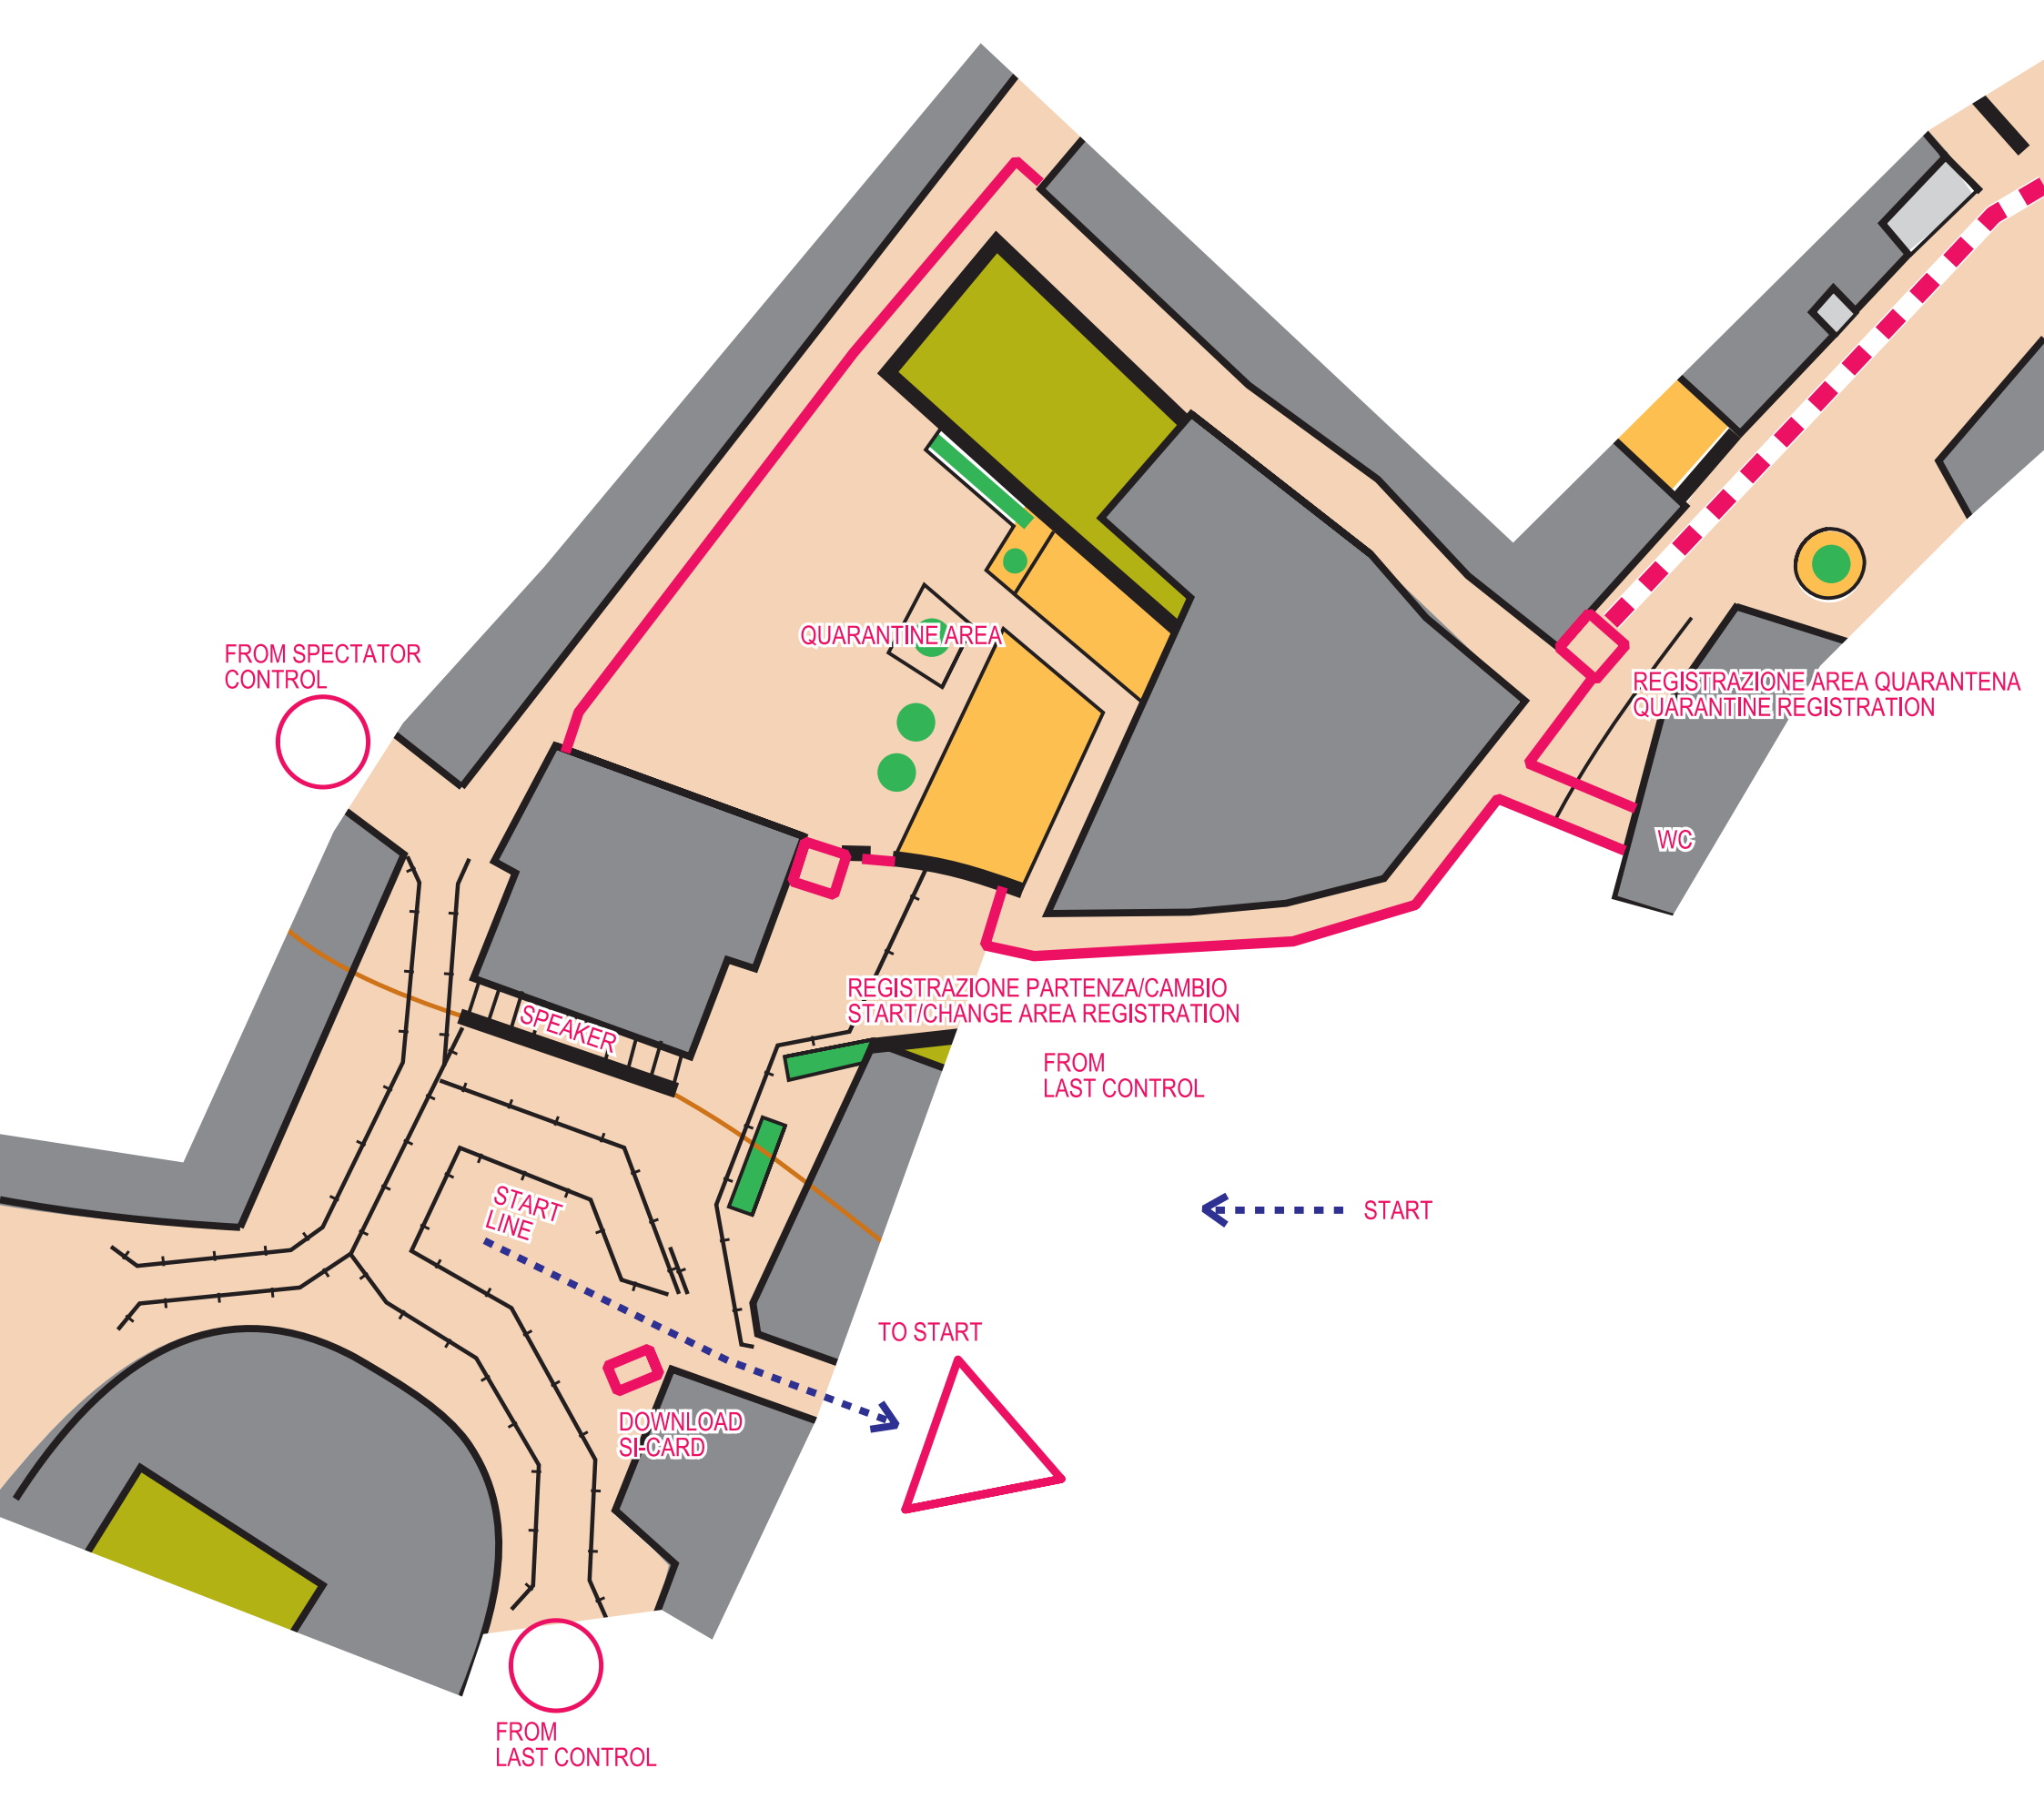 QUARANTINE AREA
FROM SPECTATOR
CONTROL
REGISTRAZIONE AREA QUARANTENA
QUARANTINE REGISTRATION
WC
REGISTRAZIONE PARTENZA/CAMBIO
START/CHANGE AREA REGISTRATION
SPEAKER
FROM
LAST CONTROL
START
LINE
START
TO START
DOWNLOAD
SI-CARD
FROM
LAST CONTROL